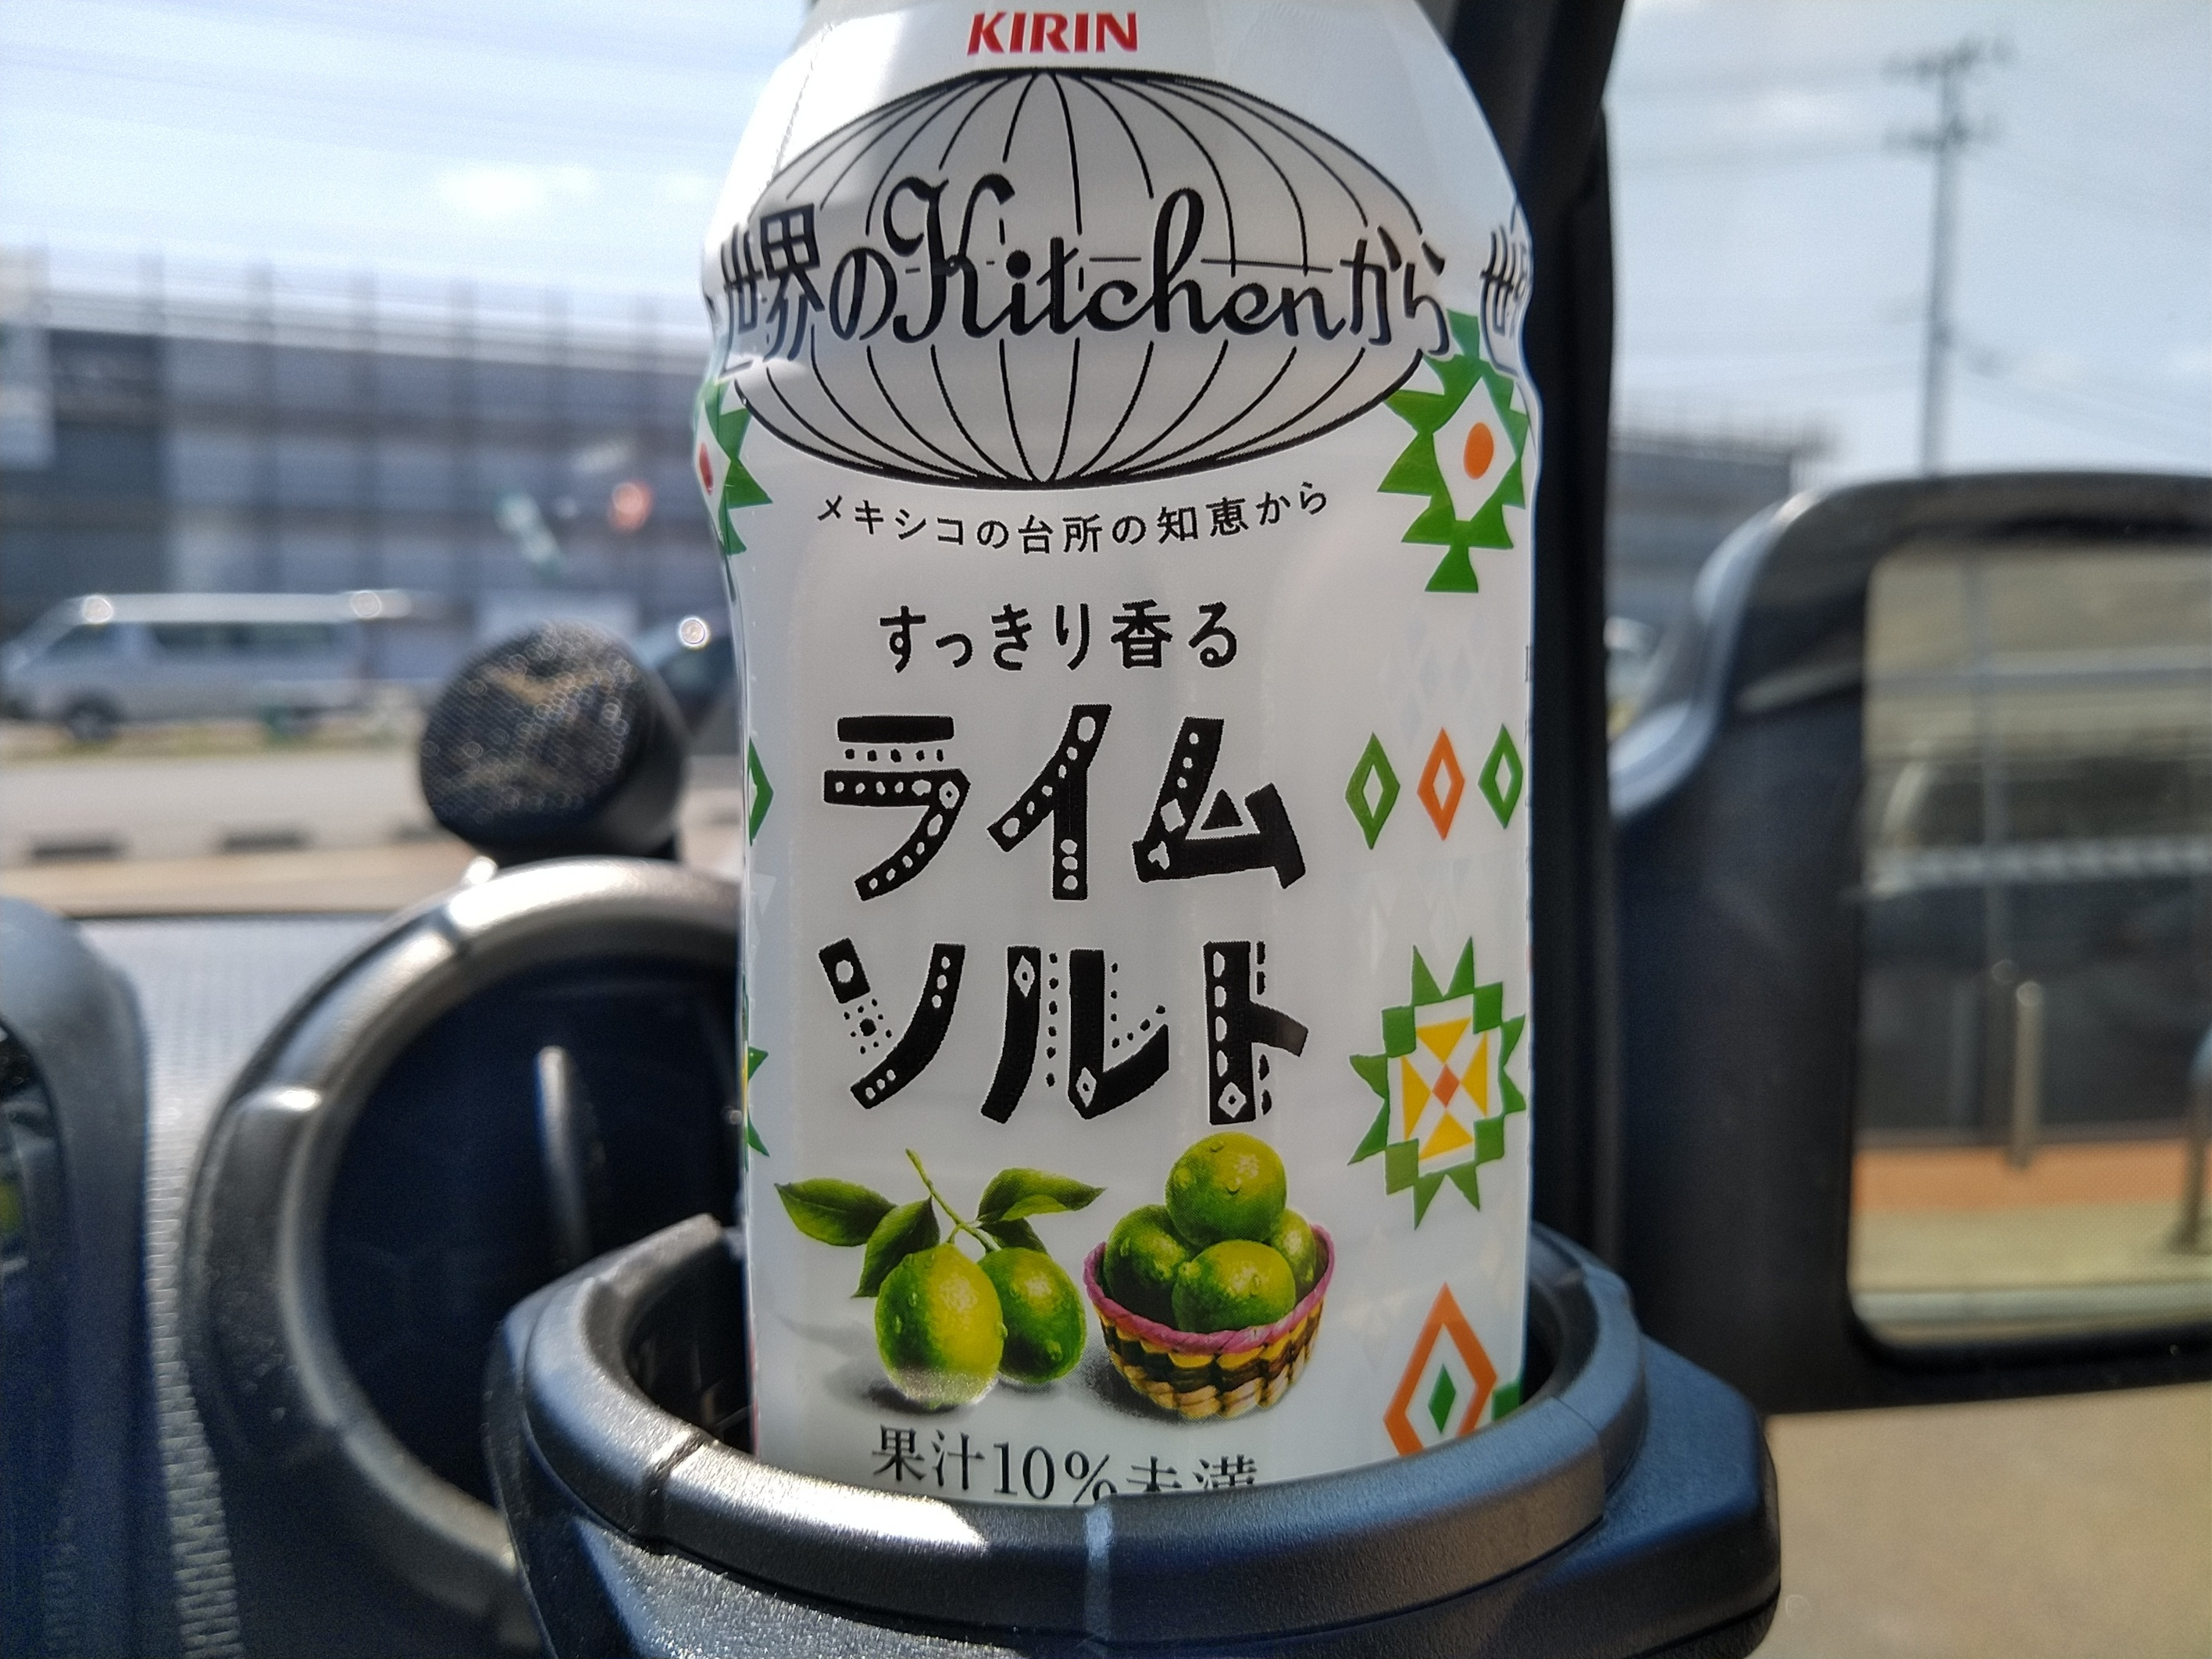 KIRIN
世界のKitchenから
メキシコの台所の知恵から
すっきり香る
ライム
ソルト
果汁10%未満